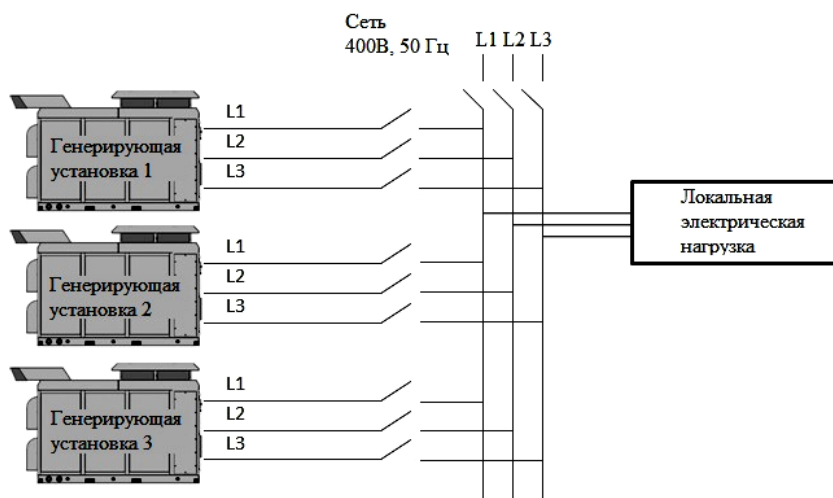 Сеть
400В, 50 Гц
L1 L2 L3
L1
L2
L3
Генерирующая
установка 1
Локальная
электрическая
нагрузка
L1
L2
L3
Генерирующая
установка 2
L1
L2
L3
Генерирующая
установка 3